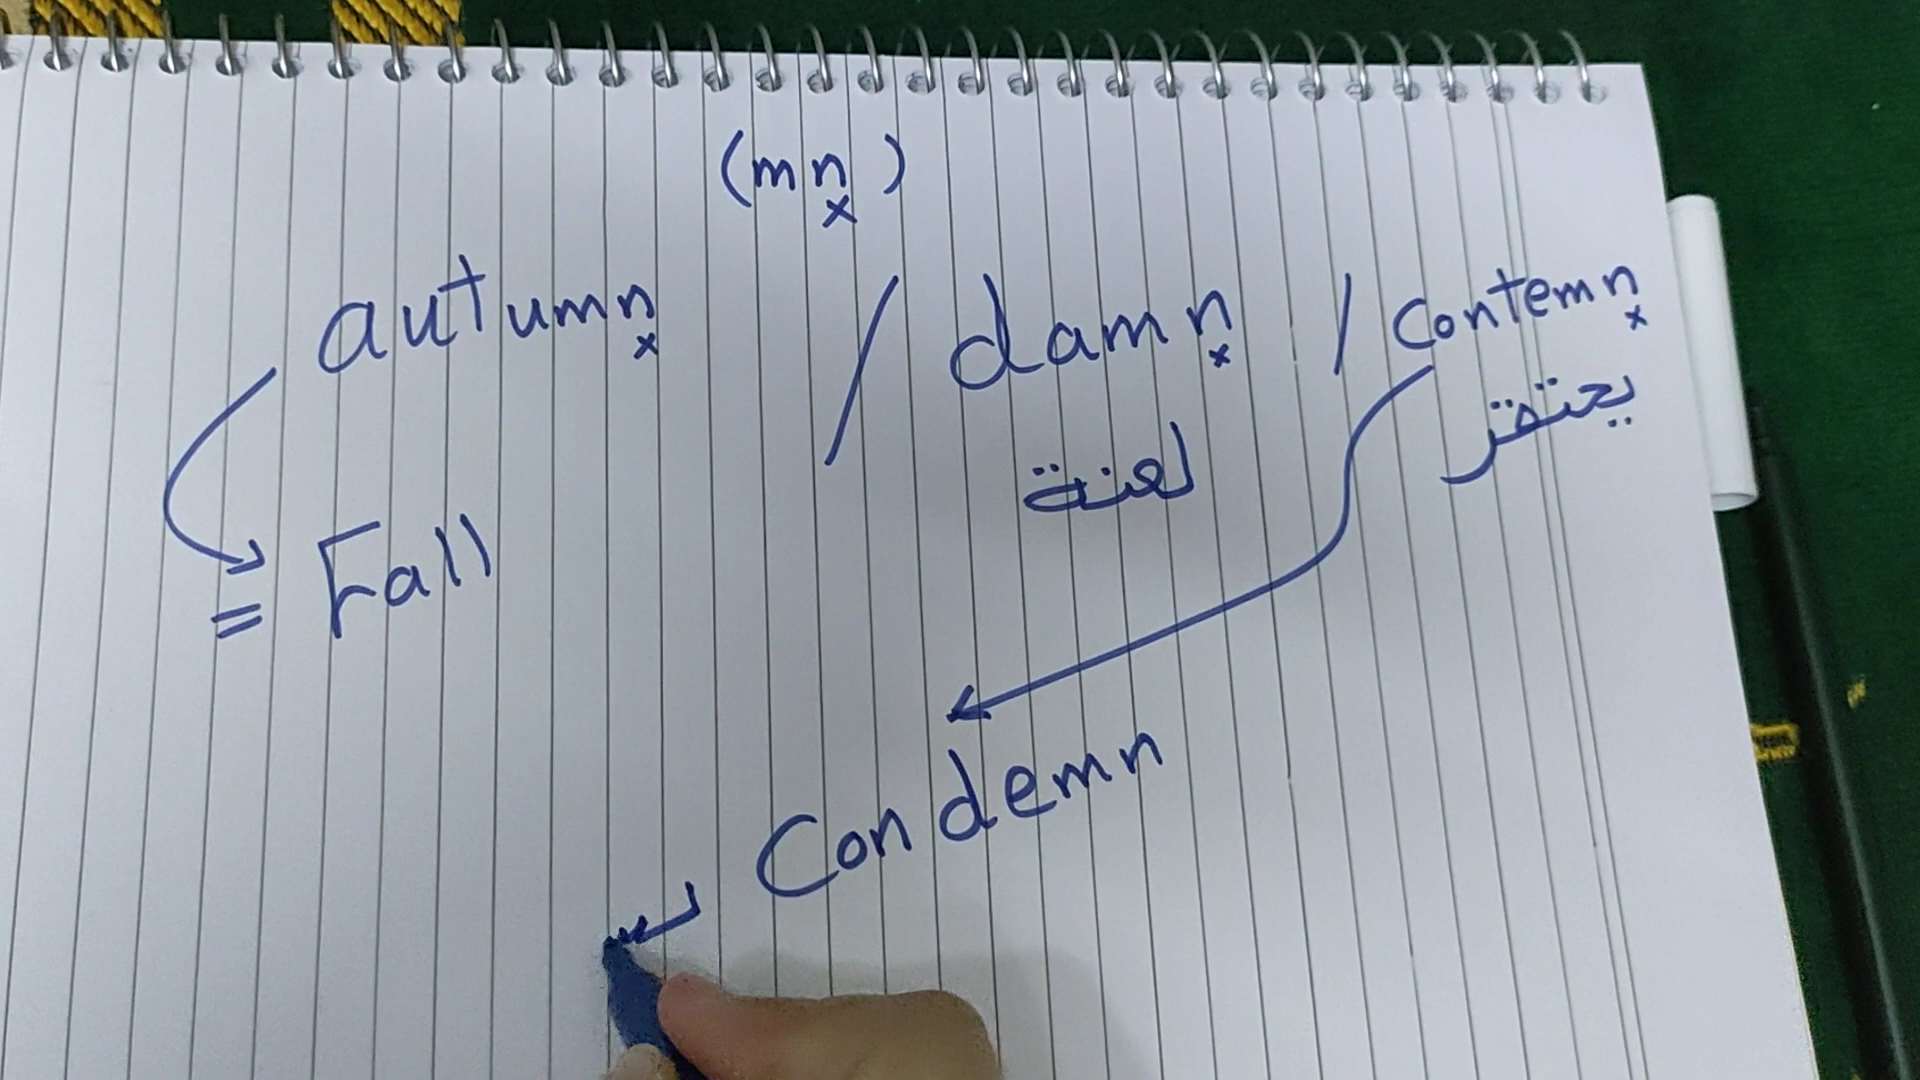 (mn)
x
autumn / damn / Contemn
x x x
لعنة يحتقر
= Fall
Condemn